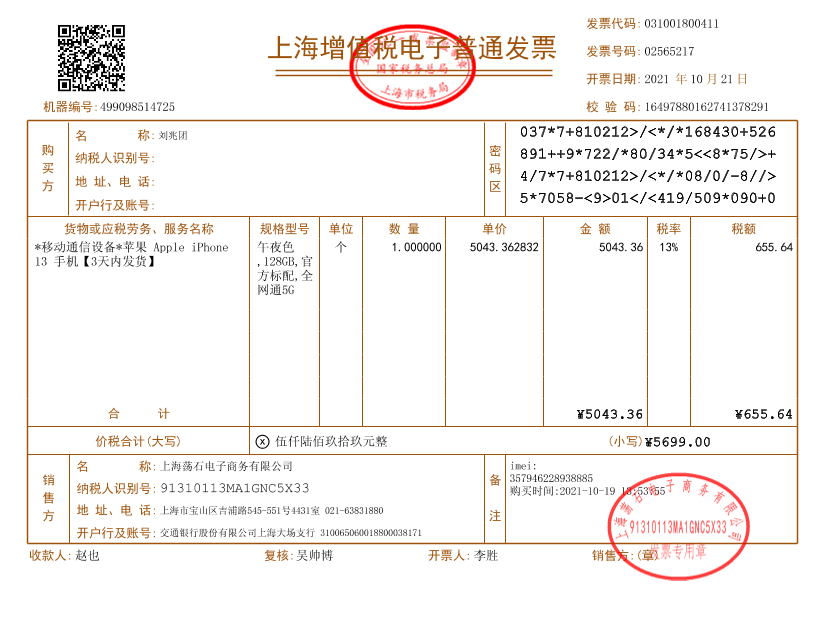 上海增值税电子普通发票
全国统一发票监制章
国家税务总局
上海市税务局
发票代码: 031001800411
发票号码: 02565217
开票日期: 2021 年 10 月 21 日
机器编号: 499098514725
校 验 码: 16497880162741378291
购买方
名 称: 刘兆团
纳税人识别号:
地 址、电 话:
开户行及账号:
密码区
037*7+810212>/<*/*168430+526
891++9*722/*80/34*5<<8*75/>+
4/7*7+810212>/<*/*08/0/-8//>
5*7058-<9>01</<419/509*090+0
货物或应税劳务、服务名称 规格型号 单位 数 量 单价 金 额 税率 税额
*移动通信设备*苹果 Apple iPhone 午夜色 个 1.000000 5043.362832 5043.36 13% 655.64
13 手机【3天内发货】 ,128GB,官
方标配,全
网通5G
合 计 ¥5043.36 ¥655.64
价税合计(大写) ⓧ 伍仟陆佰玖拾玖元整 (小写)¥5699.00
销售方
名 称: 上海荡石电子商务有限公司
纳税人识别号: 91310113MA1GNC5X33
地 址、电 话: 上海市宝山区吉浦路545-551号4431室 021-63831880
开户行及账号: 交通银行股份有限公司上海大场支行 310065060018800038171
备注
imei:
357946228938885
购买时间:2021-10-19 18:53:55
上海荡石电子商务有限公司
91310113MA1GNC5X33
发票专用章
收款人: 赵也 复核: 吴帅博 开票人: 李胜 销售方: (章)